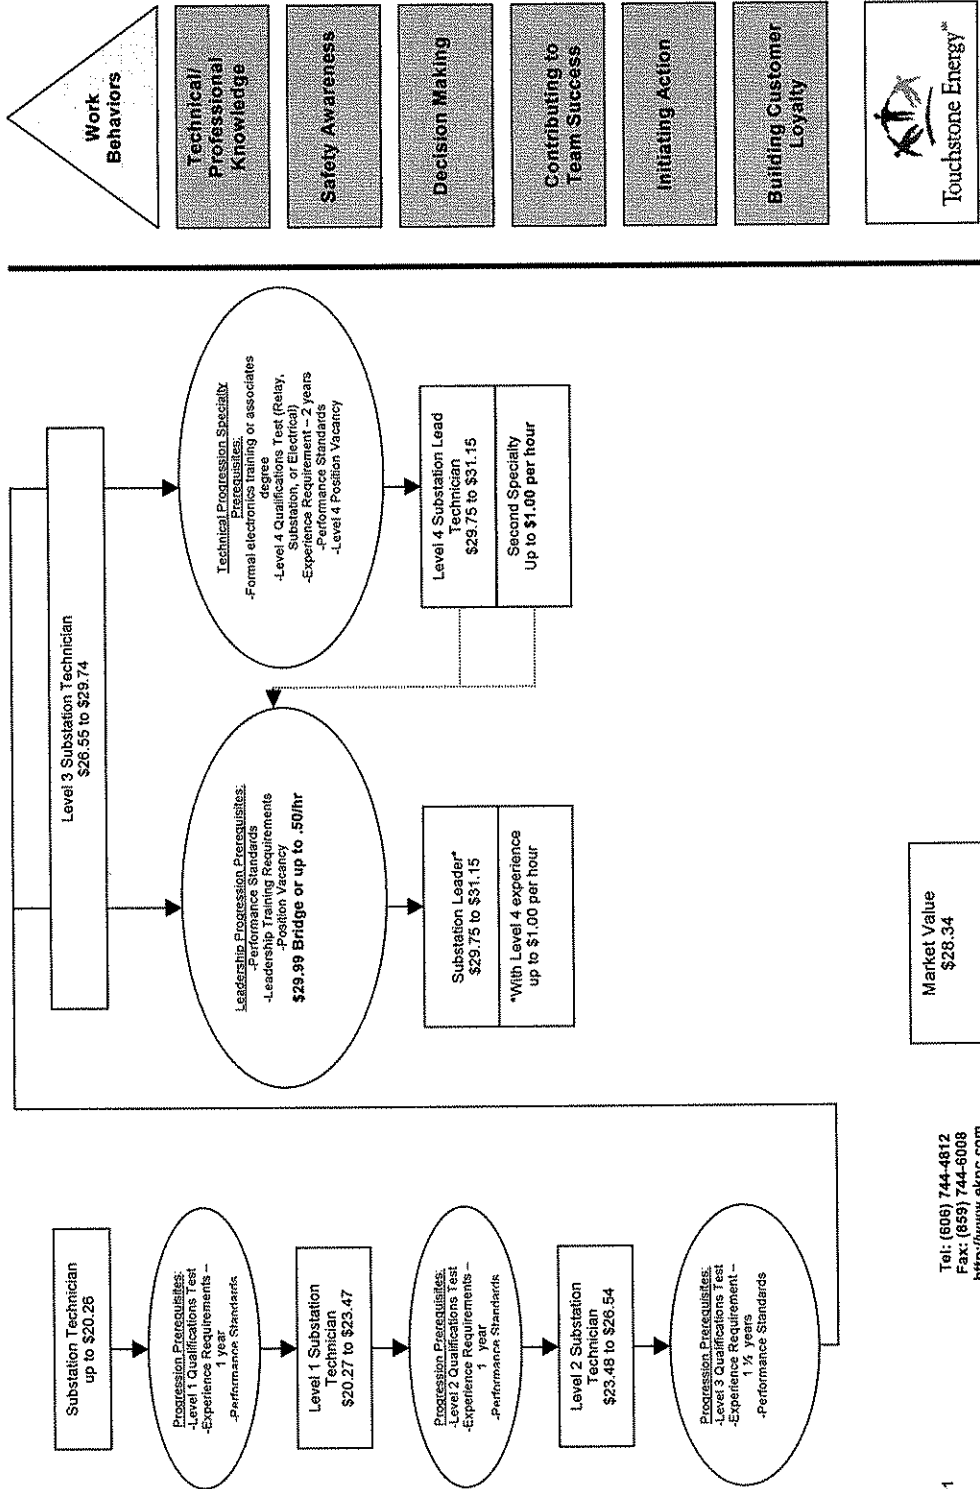 Substation Technician
up to $20.26
Progression Prerequisites:
-Level 1 Qualifications Test
-Experience Requirements –
1 year
-Performance Standards
Level 1 Substation
Technician
$20.27 to $23.47
Progression Prerequisites:
-Level 2 Qualifications Test
-Experience Requirements –
1 year
-Performance Standards
Level 2 Substation
Technician
$23.48 to $26.54
Progression Prerequisites:
-Level 3 Qualifications Test
-Experience Requirement –
1 ½ years
-Performance Standards
Level 3 Substation Technician
$26.55 to $29.74
Leadership Progression Prerequisites:
-Performance Standards
-Leadership Training Requirements
-Position Vacancy
$29.99 Bridge or up to .50/hr
Substation Leader*
$29.75 to $31.15
*With Level 4 experience
up to $1.00 per hour
Technical Progression Specialty
Prerequisites:
-Formal electronics training or associates
degree
-Level 4 Qualifications Test (Relay,
Substation, or Electrical)
-Experience Requirement – 2 years
-Performance Standards
-Level 4 Position Vacancy
Level 4 Substation Lead
Technician
$29.75 to $31.15
Second Specialty
Up to $1.00 per hour
Market Value
$28.34
Work
Behaviors
Technical/
Professional
Knowledge
Safety Awareness
Decision Making
Contributing to
Team Success
Initiating Action
Building Customer
Loyalty
Touchstone Energy℠
Tel: (606) 744-4812
Fax: (859) 744-6008
http://www.ekpc.com
1